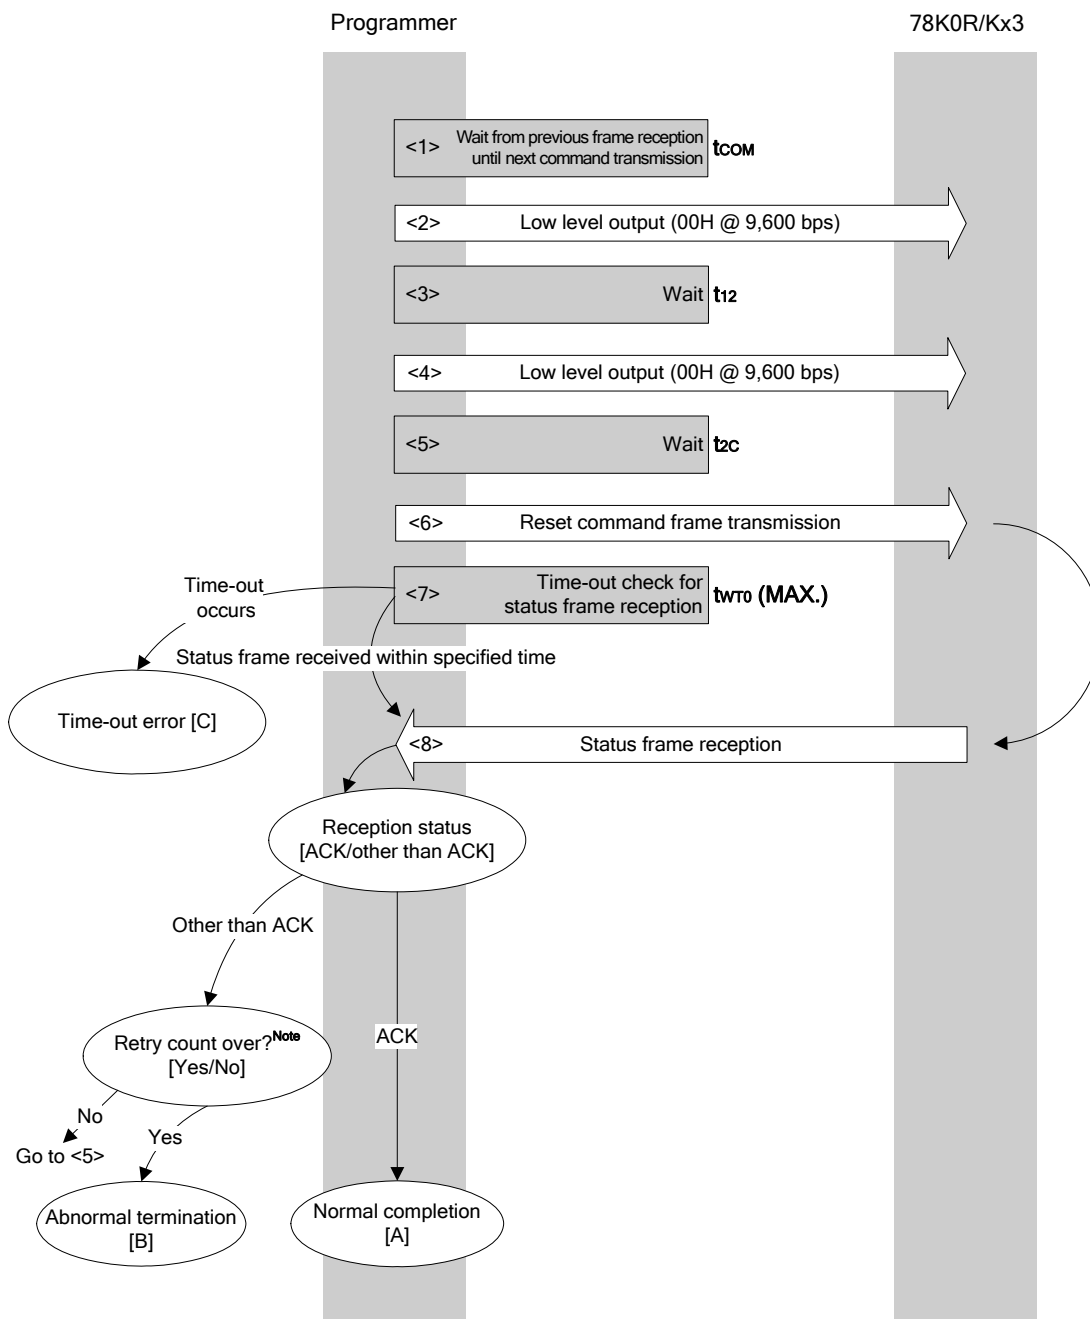 Programmer
78K0R/Kx3
<1> Wait from previous frame reception
until next command transmission
tCOM
<2> Low level output (00H @ 9,600 bps)
<3> Wait t12
<4> Low level output (00H @ 9,600 bps)
<5> Wait t2C
<6> Reset command frame transmission
<7> Time-out check for
status frame reception
tWT0 (MAX.)
Time-out
occurs
Status frame received within specified time
Time-out error [C]
<8> Status frame reception
Reception status
[ACK/other than ACK]
Other than ACK
Retry count over?Note
[Yes/No]
ACK
No
Go to <5>
Yes
Abnormal termination
[B]
Normal completion
[A]